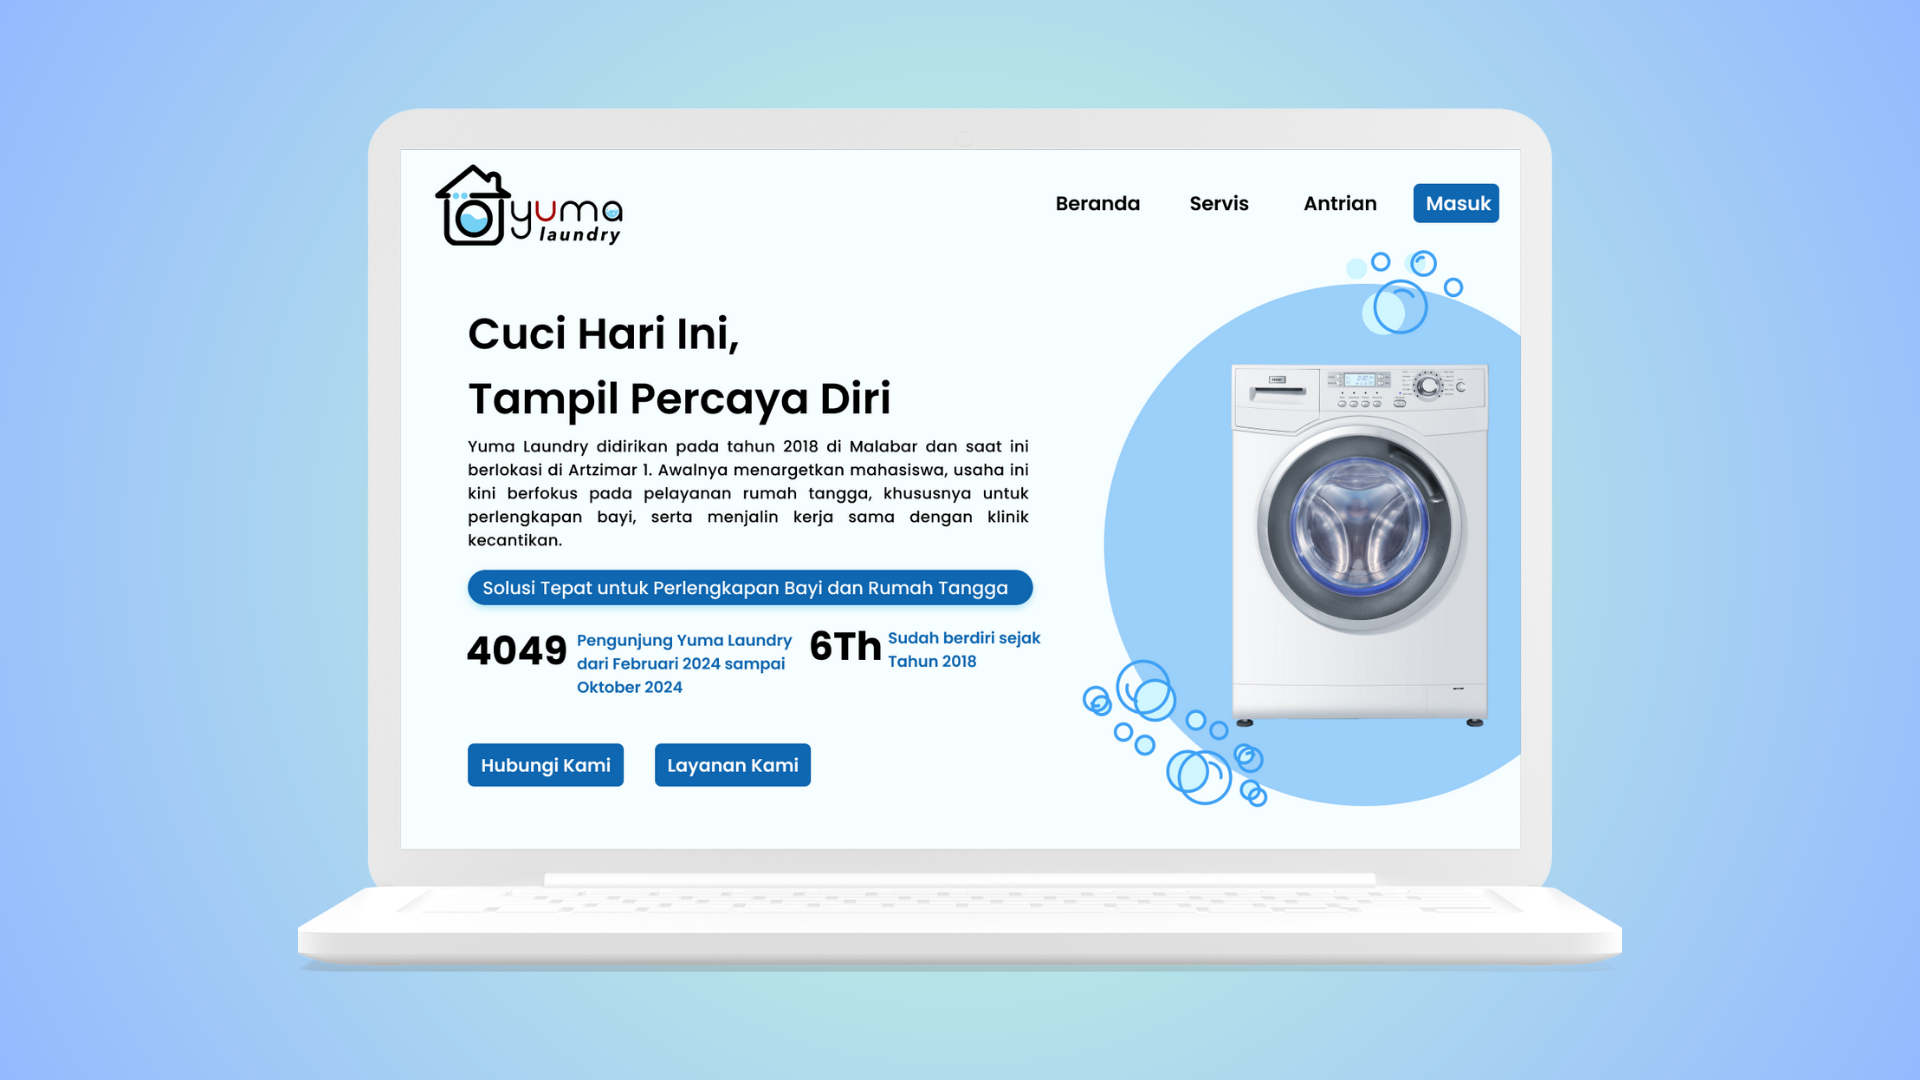 yuma
laundry
Beranda
Servis
Antrian
Masuk
Cuci Hari Ini,
Tampil Percaya Diri
Yuma Laundry didirikan pada tahun 2018 di Malabar dan saat ini
berlokasi di Artzimar 1. Awalnya menargetkan mahasiswa, usaha ini
kini berfokus pada pelayanan rumah tangga, khususnya untuk
perlengkapan bayi, serta menjalin kerja sama dengan klinik
kecantikan.
Solusi Tepat untuk Perlengkapan Bayi dan Rumah Tangga
4049
Pengunjung Yuma Laundry
dari Februari 2024 sampai
Oktober 2024
6Th
Sudah berdiri sejak
Tahun 2018
Hubungi Kami
Layanan Kami